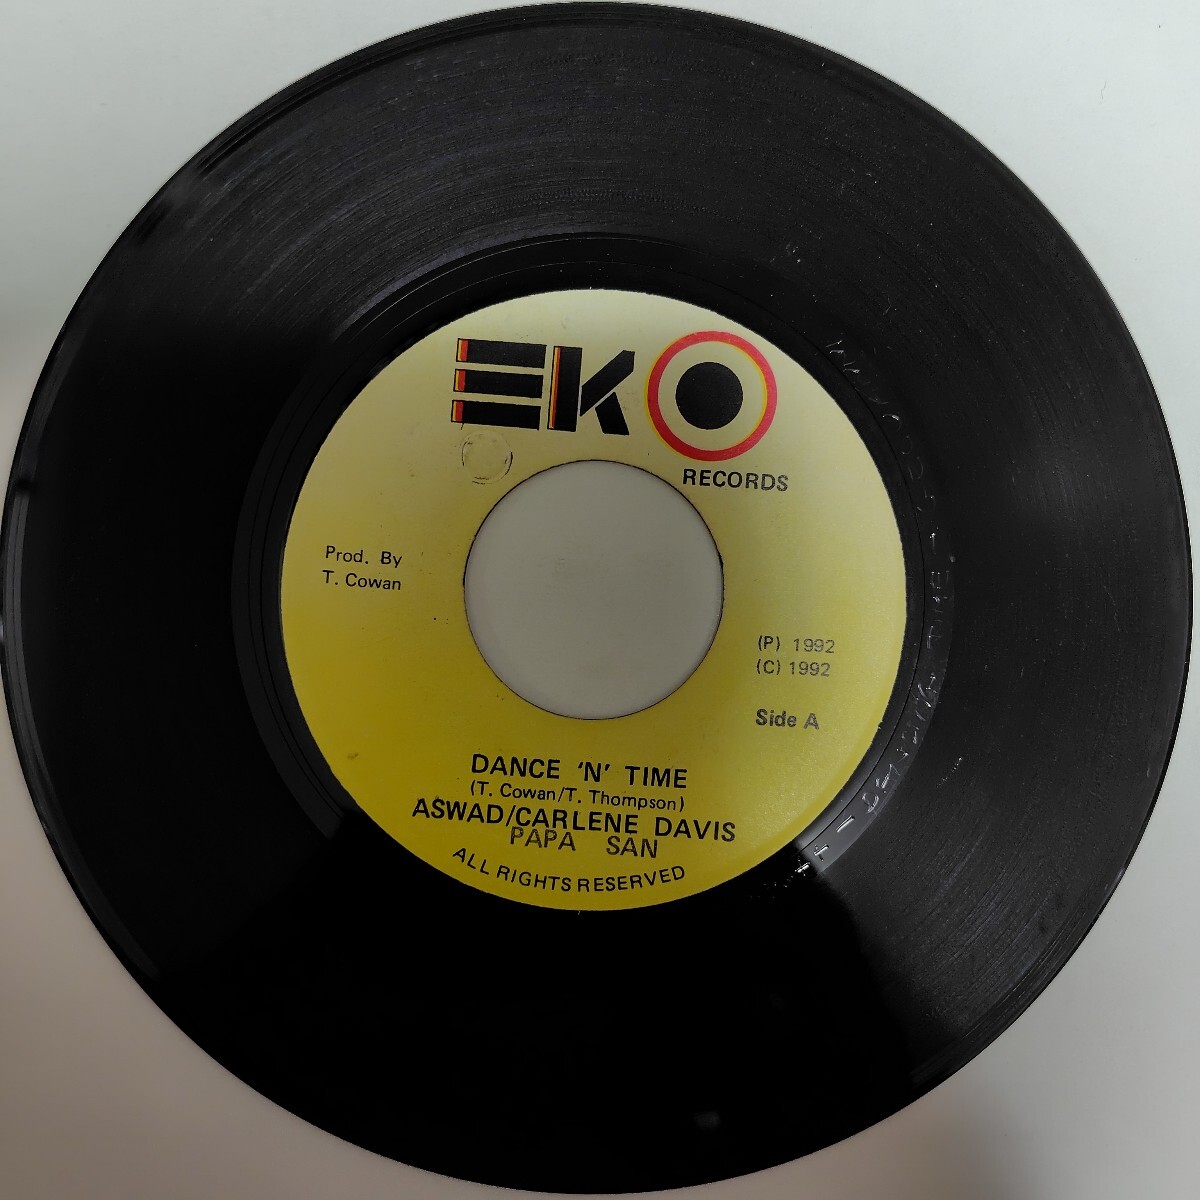 EKO
RECORDS
Prod. By
T. Cowan
(P) 1992
(C) 1992
Side A
DANCE 'N' TIME
(T. Cowan/T. Thompson)
ASWAD/CARLENE DAVIS
PAPA SAN
ALL RIGHTS RESERVED
TIME